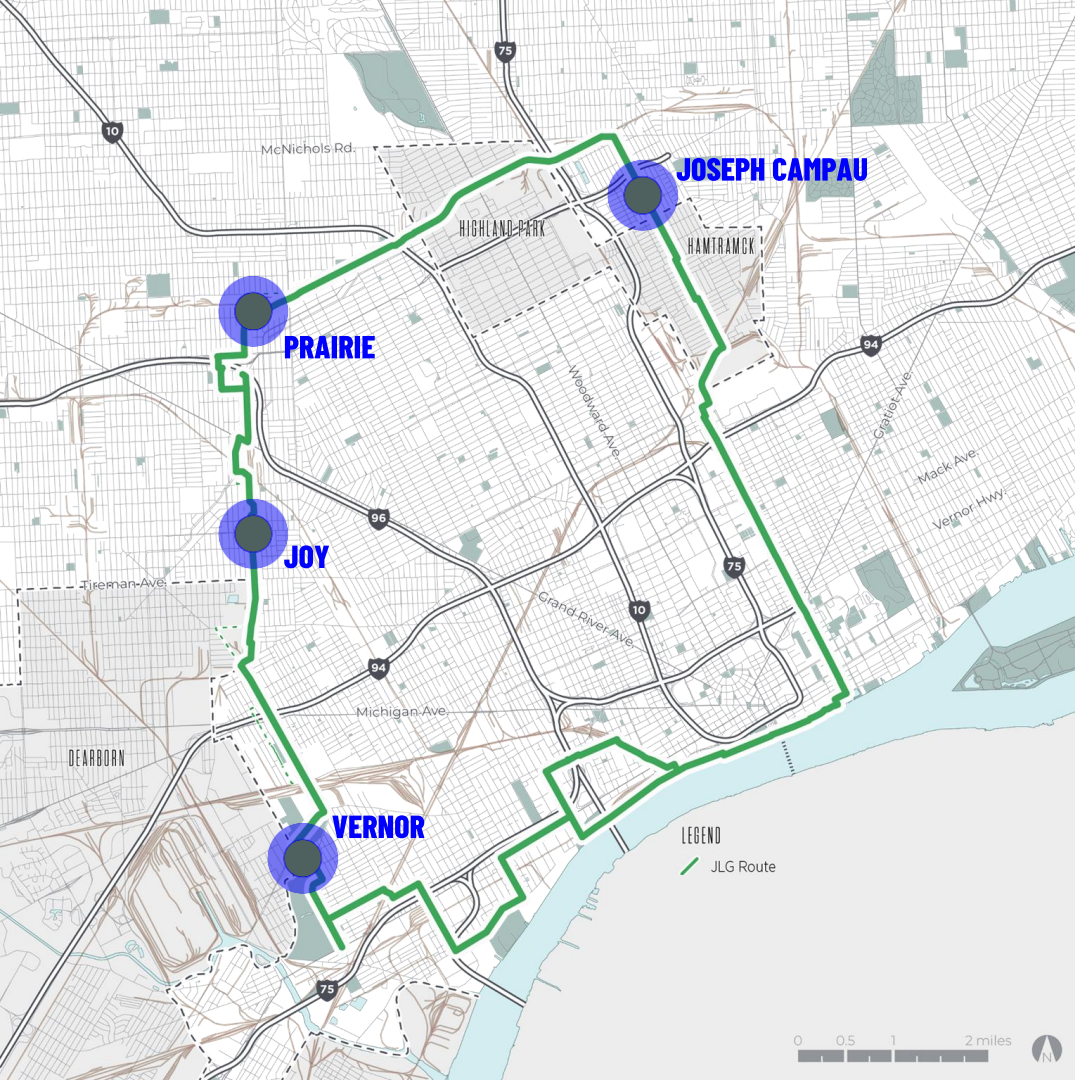 75
10
McNichols Rd.
JOSEPH CAMPAU
HIGHLAND PARK
HAMTRAMCK
PRAIRIE
94
Woodward Ave.
Gratiot Ave.
Mack Ave.
Vernor Hwy.
96
JOY
75
Tireman Ave.
Grand River Ave.
10
94
Michigan Ave.
DEARBORN
VERNOR
LEGEND
JLG Route
75
0 0.5 1 2 miles